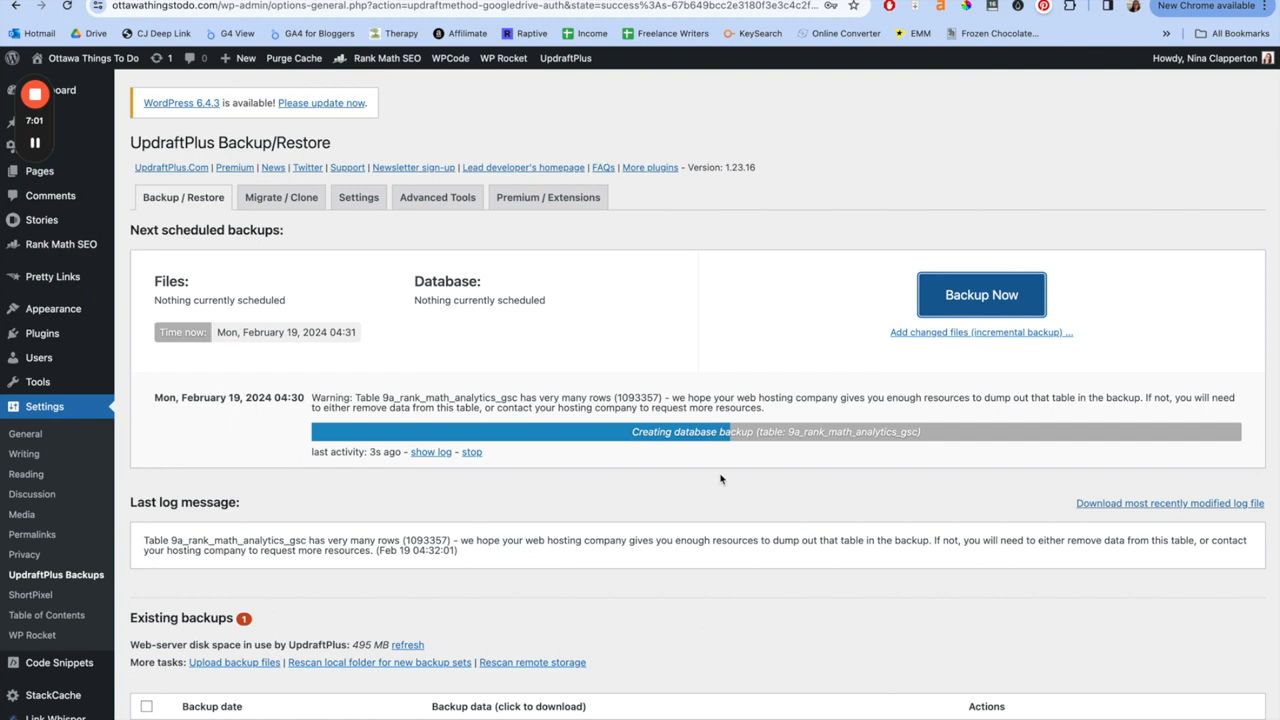 ottawathingstodo.com/wp-admin/options-general.php?action=updraftmethod-googledrive-auth&state=success%3As-67b649bcc2e3180f3e3c4c2f...
New Chrome available
Hotmail Drive CJ Deep Link G4 View GA4 for Bloggers Therapy Affilimate Raptive Income Freelance Writers KeySearch Online Converter EMM Frozen Chocolate... » All Bookmarks
Ottawa Things To Do 1 0 + New Purge Cache Rank Math SEO WPCode WP Rocket UpdraftPlus Howdy, Nina Clapperton
7:01
Pages
Comments
Stories
Rank Math SEO
Pretty Links
Appearance
Plugins
Users
Tools
Settings
General
Writing
Reading
Discussion
Media
Permalinks
Privacy
UpdraftPlus Backups
ShortPixel
Table of Contents
WP Rocket
Code Snippets
StackCache
Link Whisper
WordPress 6.4.3 is available! Please update now.
UpdraftPlus Backup/Restore
UpdraftPlus.Com | Premium | News | Twitter | Support | Newsletter sign-up | Lead developer's homepage | FAQs | More plugins - Version: 1.23.16
Backup / Restore Migrate / Clone Settings Advanced Tools Premium / Extensions
Next scheduled backups:
Files: Database:
Nothing currently scheduled Nothing currently scheduled
Time now: Mon, February 19, 2024 04:31
Backup Now
Add changed files (incremental backup) ...
Mon, February 19, 2024 04:30 Warning: Table 9a_rank_math_analytics_gsc has very many rows (1093357) - we hope your web hosting company gives you enough resources to dump out that table in the backup. If not, you will need
to either remove data from this table, or contact your hosting company to request more resources.
Creating database backup (table: 9a_rank_math_analytics_gsc)
last activity: 3s ago - show log - stop
Last log message: Download most recently modified log file
Table 9a_rank_math_analytics_gsc has very many rows (1093357) - we hope your web hosting company gives you enough resources to dump out that table in the backup. If not, you will need to either remove data from this table, or contact
your hosting company to request more resources. (Feb 19 04:32:01)
Existing backups 1
Web-server disk space in use by UpdraftPlus: 495 MB refresh
More tasks: Upload backup files | Rescan local folder for new backup sets | Rescan remote storage
Backup date Backup data (click to download) Actions